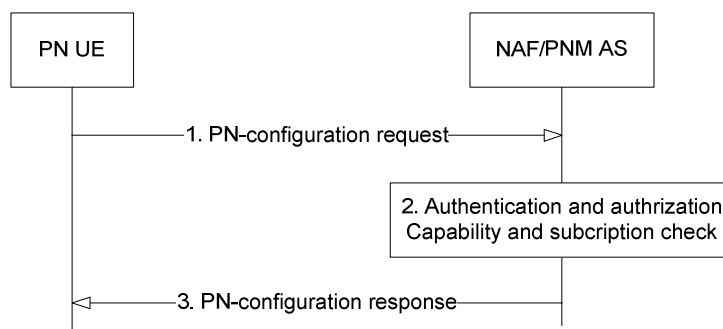 PN UE
NAF/PNM AS
1. PN-configuration request
2. Authentication and authrization
Capability and subcription check
3. PN-configuration response